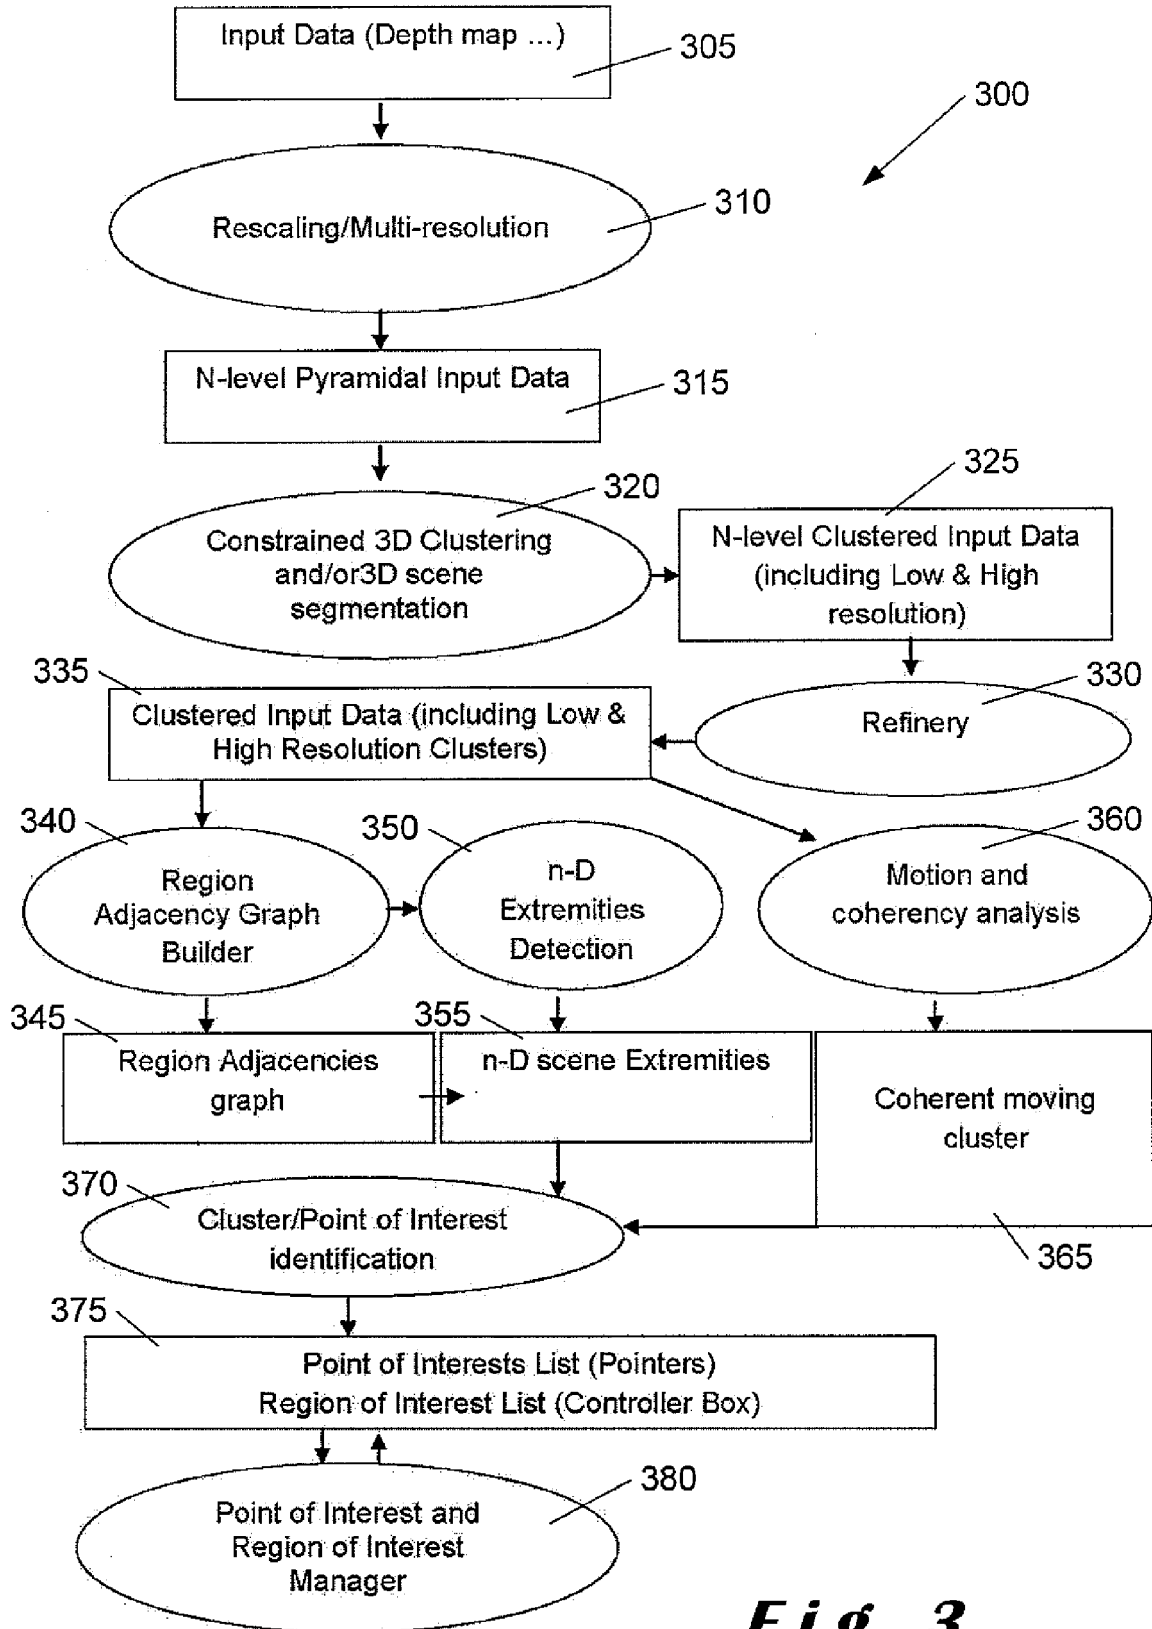 Input Data (Depth map ...)
305
300
Rescaling/Multi-resolution
310
N-level Pyramidal Input Data
315
320
325
Constrained 3D Clustering
and/or3D scene
segmentation
N-level Clustered Input Data
(including Low & High
resolution)
335
330
Clustered Input Data (including Low &
High Resolution Clusters)
Refinery
340
350
360
Region
Adjacency Graph
Builder
n-D
Extremities
Detection
Motion and
coherency analysis
345
355
Region Adjacencies
graph
n-D scene Extremities
Coherent moving
cluster
365
370
Cluster/Point of Interest
identification
375
Point of Interests List (Pointers)
Region of Interest List (Controller Box)
380
Point of Interest and
Region of Interest
Manager
Fig. 3